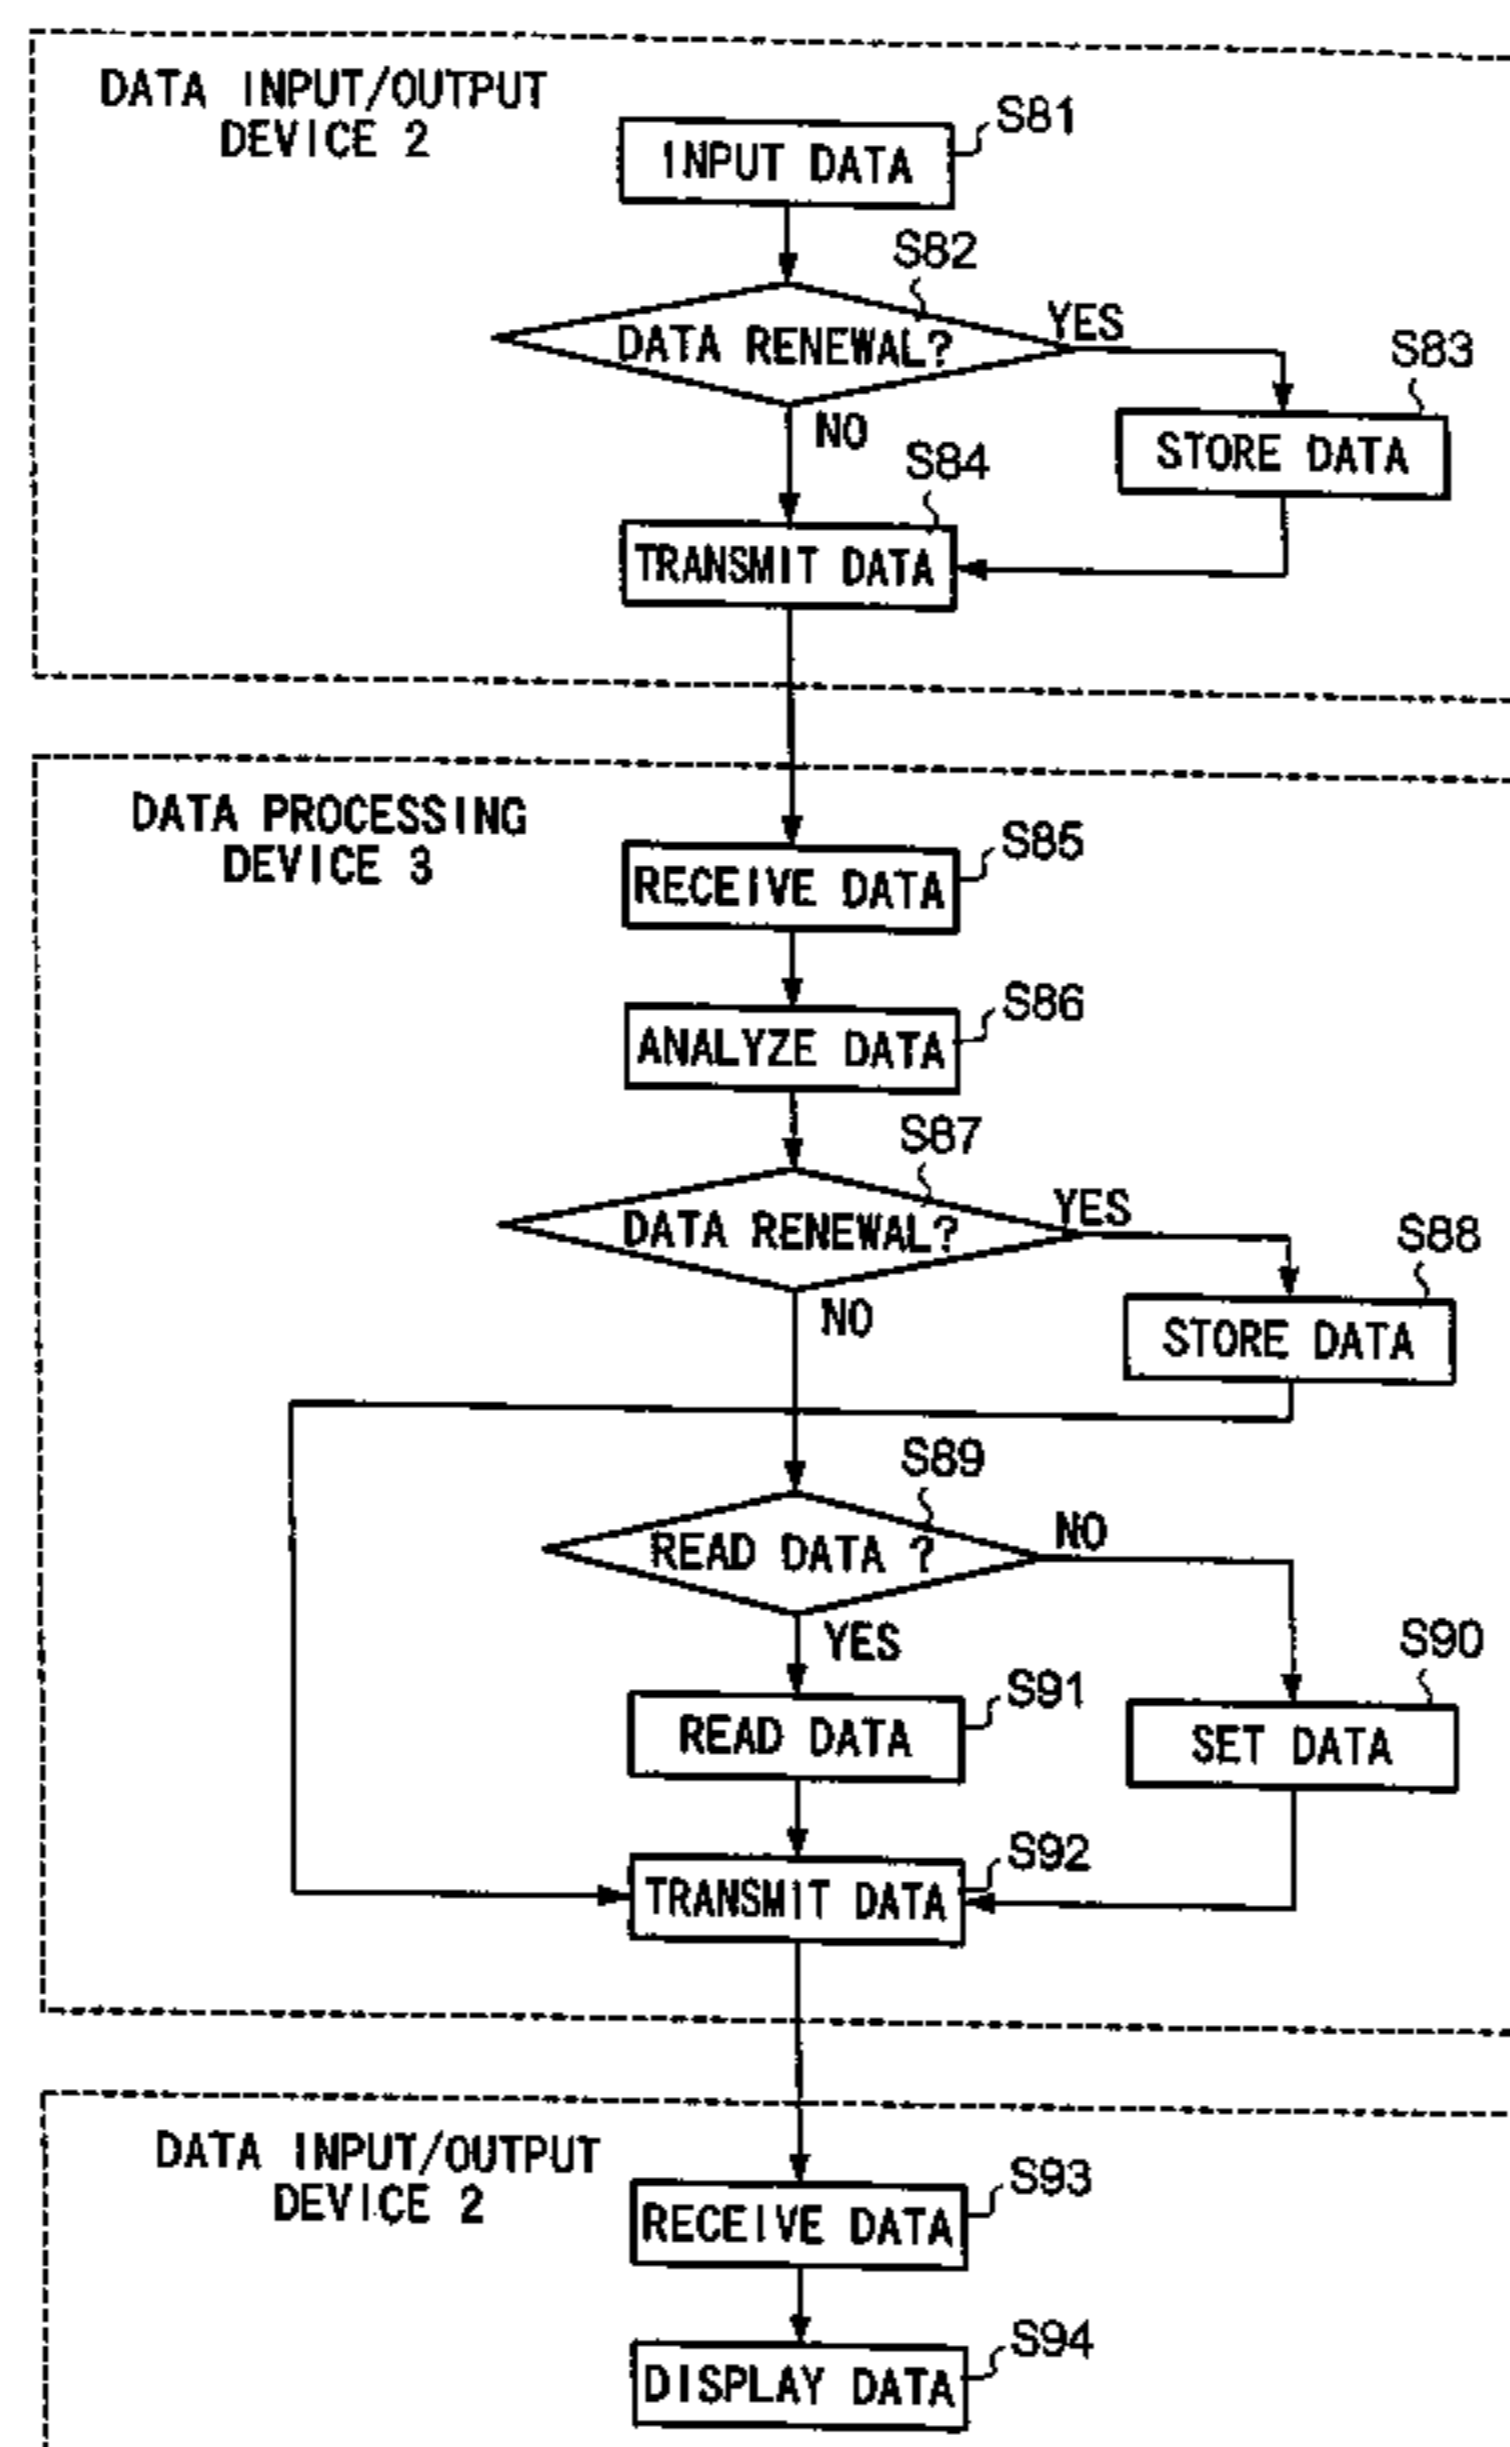 DATA INPUT/OUTPUT
DEVICE 2
S81
INPUT DATA
S82
DATA RENEWAL?
YES
S83
STORE DATA
NO
S84
TRANSMIT DATA
DATA PROCESSING
DEVICE 3
S85
RECEIVE DATA
S86
ANALYZE DATA
S87
DATA RENEWAL?
YES
S88
STORE DATA
NO
S89
READ DATA ?
NO
YES
S90
S91
READ DATA
SET DATA
S92
TRANSMIT DATA
DATA INPUT/OUTPUT
DEVICE 2
S93
RECEIVE DATA
S94
DISPLAY DATA